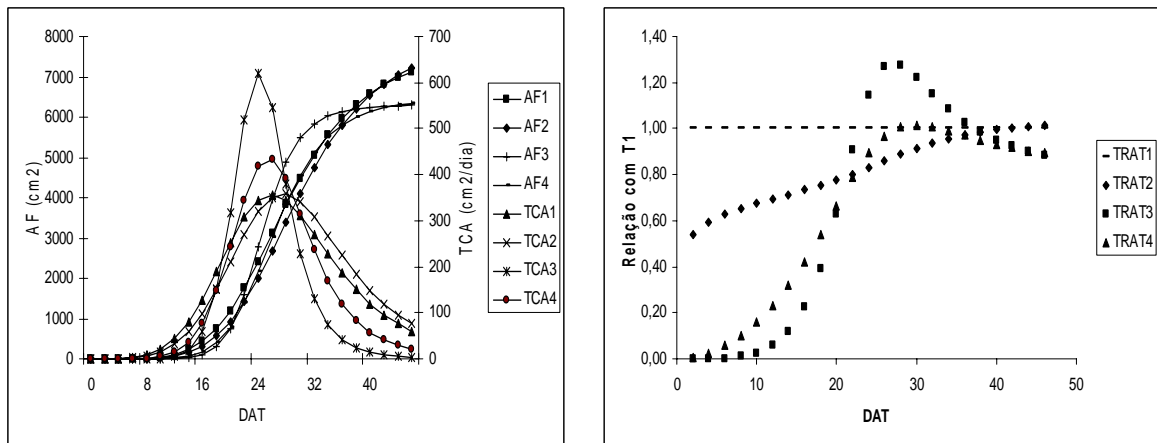 AF (cm2)
8000
7000
6000
5000
4000
3000
2000
1000
0
0 8 16 24 32 40
DAT
700
600
500
400
300
200
100
0
TCA (cm2/dia)
AF1
AF2
AF3
AF4
TCA1
TCA2
TCA3
TCA4
Relação com T1
1,40
1,20
1,00
0,80
0,60
0,40
0,20
0,00
0 10 20 30 40 50
DAT
TRAT1
TRAT2
TRAT3
TRAT4